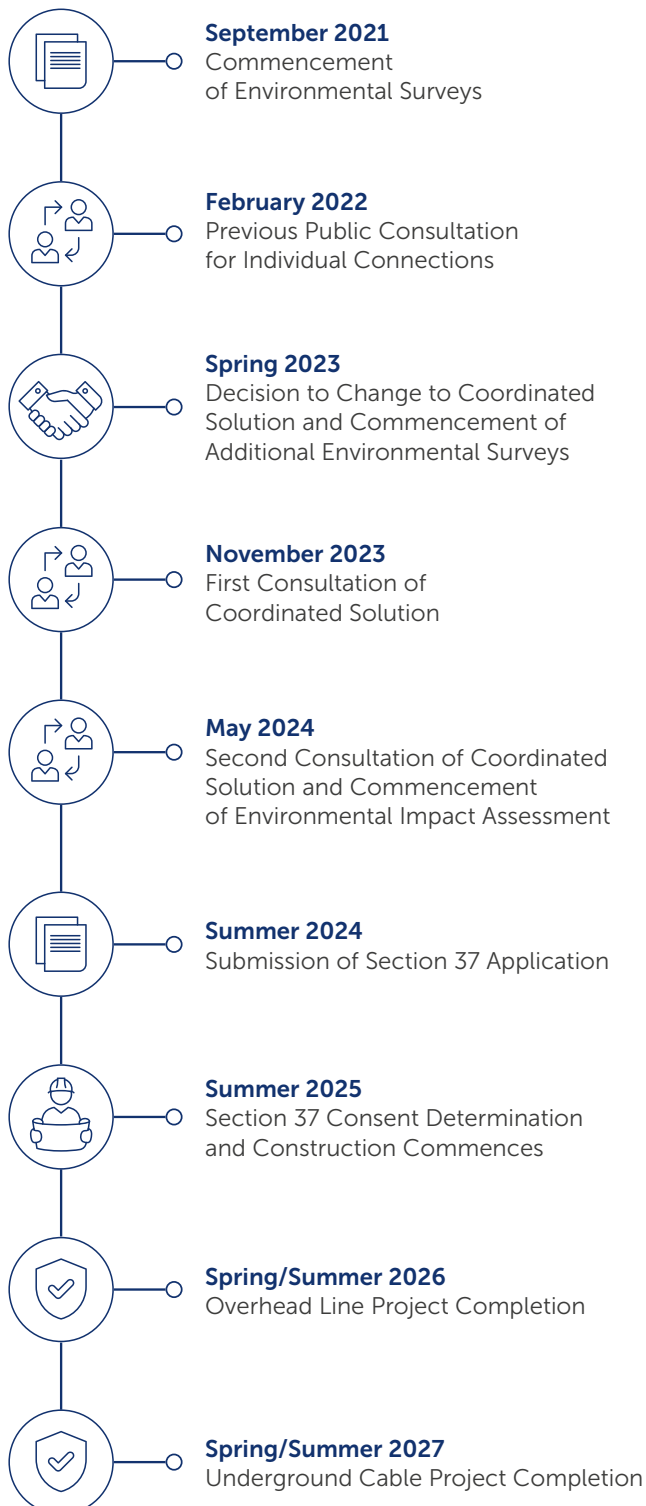 September 2021
Commencement
of Environmental Surveys
February 2022
Previous Public Consultation
for Individual Connections
Spring 2023
Decision to Change to Coordinated
Solution and Commencement of
Additional Environmental Surveys
November 2023
First Consultation of
Coordinated Solution
May 2024
Second Consultation of Coordinated
Solution and Commencement
of Environmental Impact Assessment
Summer 2024
Submission of Section 37 Application
Summer 2025
Section 37 Consent Determination
and Construction Commences
Spring/Summer 2026
Overhead Line Project Completion
Spring/Summer 2027
Underground Cable Project Completion